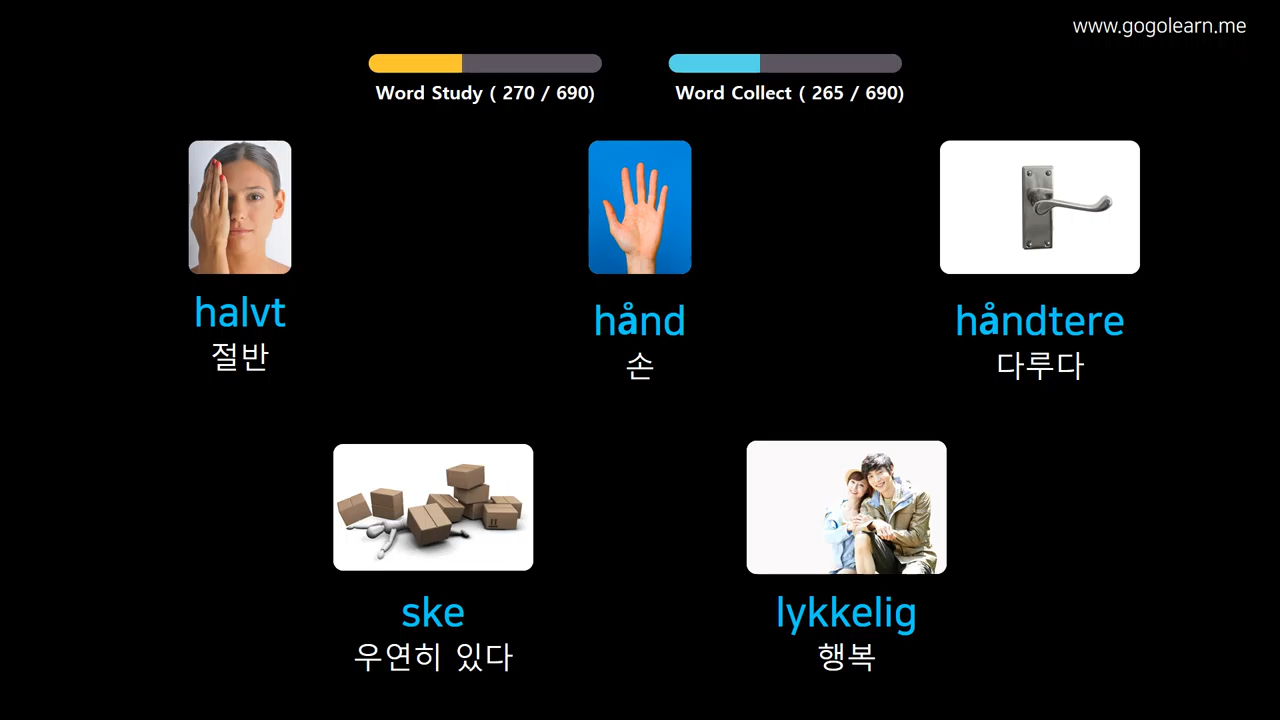 www.gogolearn.me
Word Study ( 270 / 690)
Word Collect ( 265 / 690)
halvt
절반
hånd
손
håndtere
다루다
ske
우연히 있다
lykkelig
행복